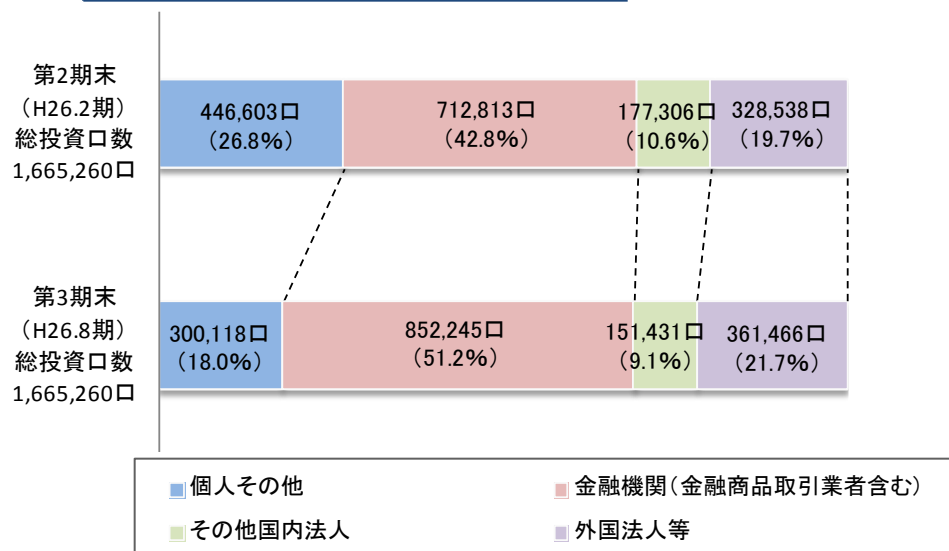 第2期末
（H26.2期）
総投資口数
1,665,260口
446,603口
（26.8％）
712,813口
（42.8％）
177,306口
（10.6％）
328,538口
（19.7％）
第3期末
（H26.8期）
総投資口数
1,665,260口
300,118口
（18.0％）
852,245口
（51.2％）
151,431口
（9.1％）
361,466口
（21.7％）
個人その他
金融機関（金融商品取引業者含む）
その他国内法人
外国法人等